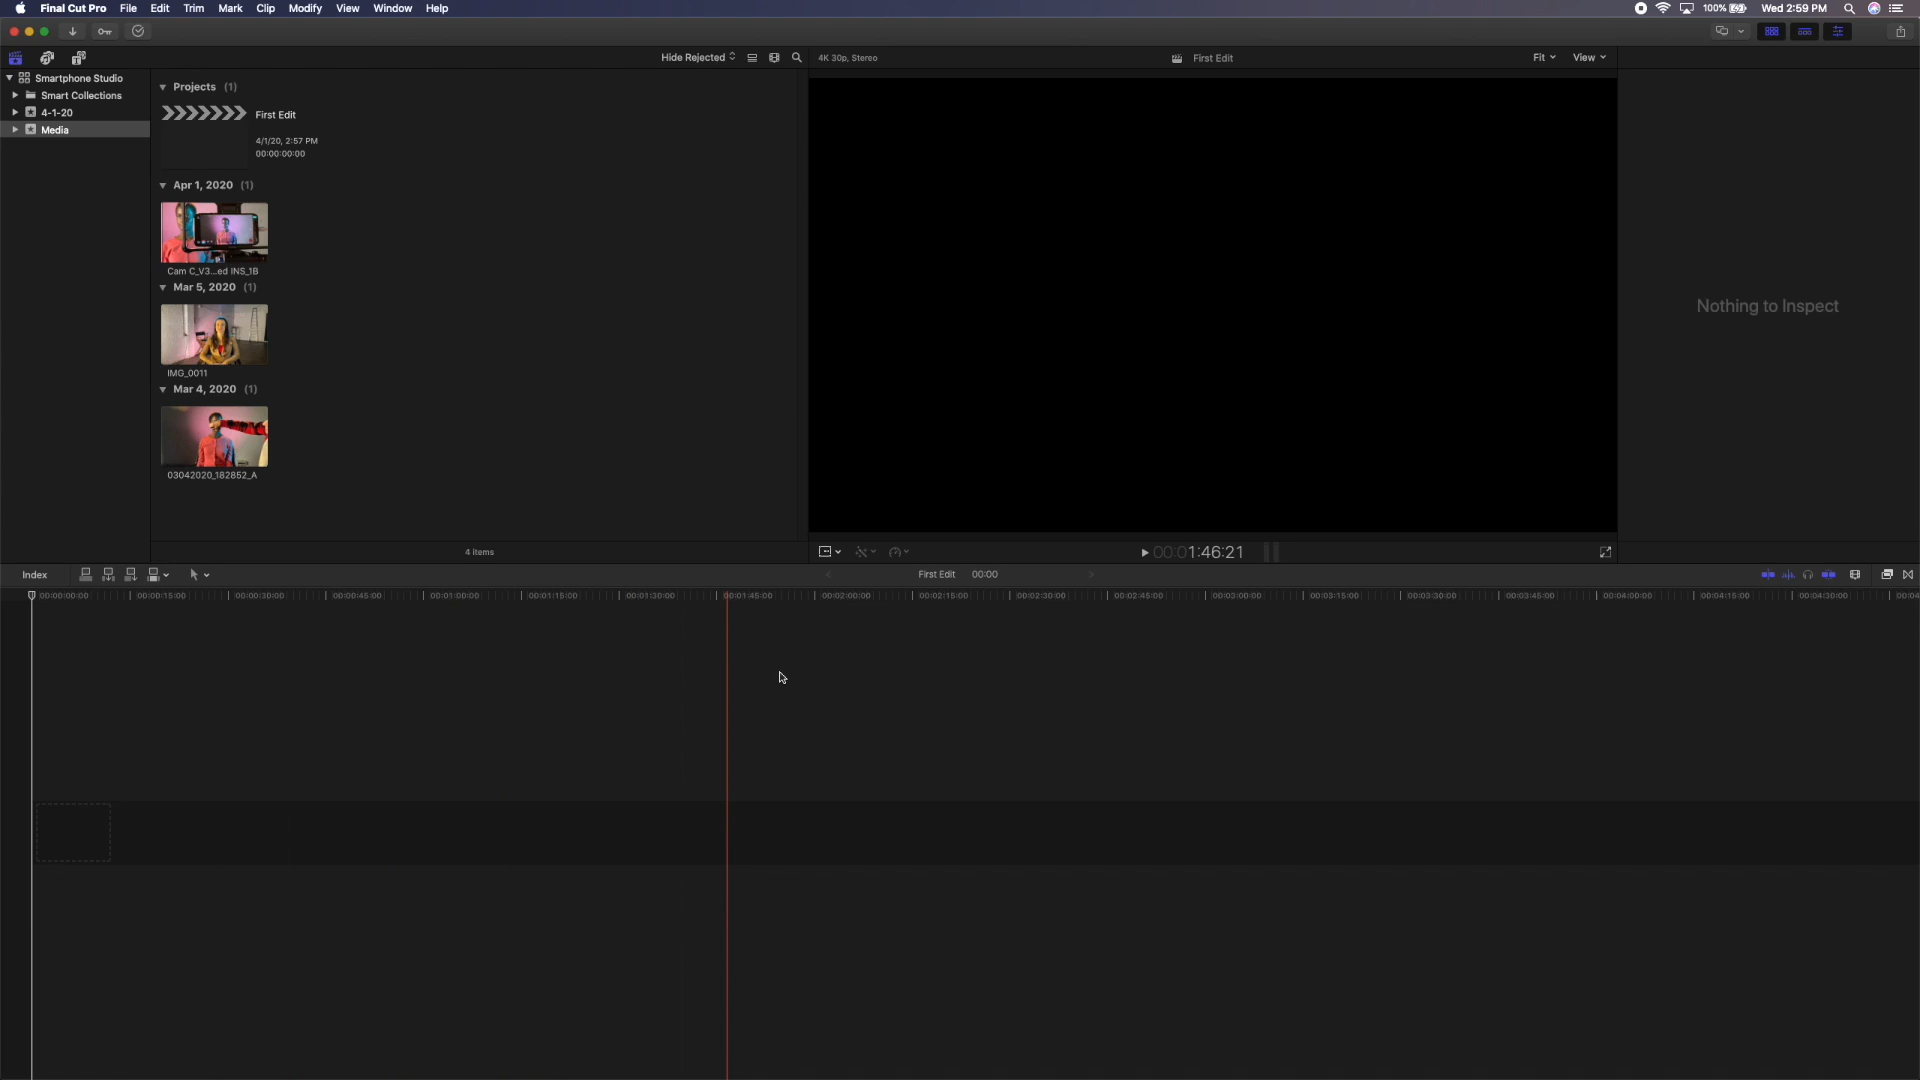 Final Cut Pro File Edit Trim Mark Clip Modify View Window Help 100% Wed 2:59 PM
Hide Rejected 4K 30p, Stereo First Edit Fit View
Smartphone Studio
Smart Collections
4-1-20
Media
Projects (1)
First Edit
4/1/20, 2:57 PM
00:00:00:00
Apr 1, 2020 (1)
Cam C_V3...ed INS_1B
Mar 5, 2020 (1)
IMG_0011
Mar 4, 2020 (1)
03042020_182852_A
4 items
Nothing to Inspect
00:01:46:21
Index First Edit 00:00
00:00:00:00 00:00:15:00 00:00:30:00 00:00:45:00 00:01:00:00 00:01:15:00 00:01:30:00 00:01:45:00 00:02:00:00 00:02:15:00 00:02:30:00 00:02:45:00 00:03:00:00 00:03:15:00 00:03:30:00 00:03:45:00 00:04:00:00 00:04:15:00 00:04:30:00 00:04